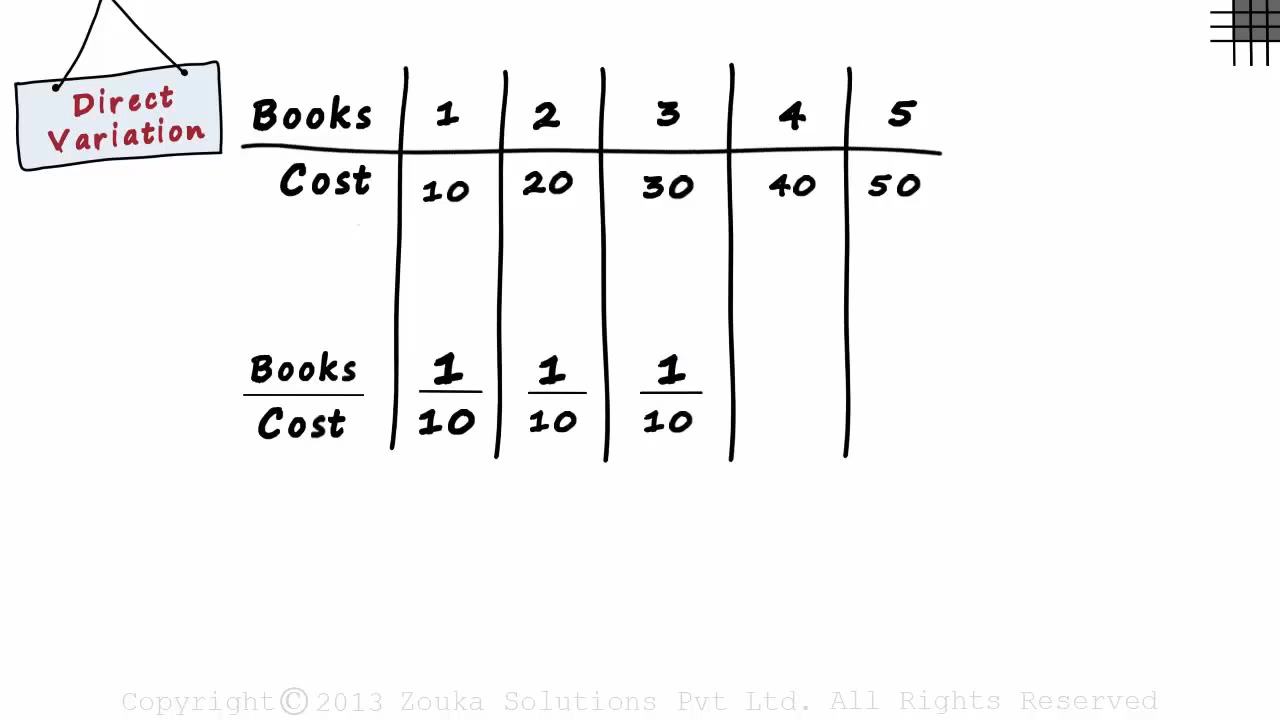 Direct
Variation
Books 1 2 3 4 5
Cost 10 20 30 40 50
Books 1 1 1
Cost 10 10 10
Copyright © 2013 Zouka Solutions Pvt Ltd. All Rights Reserved